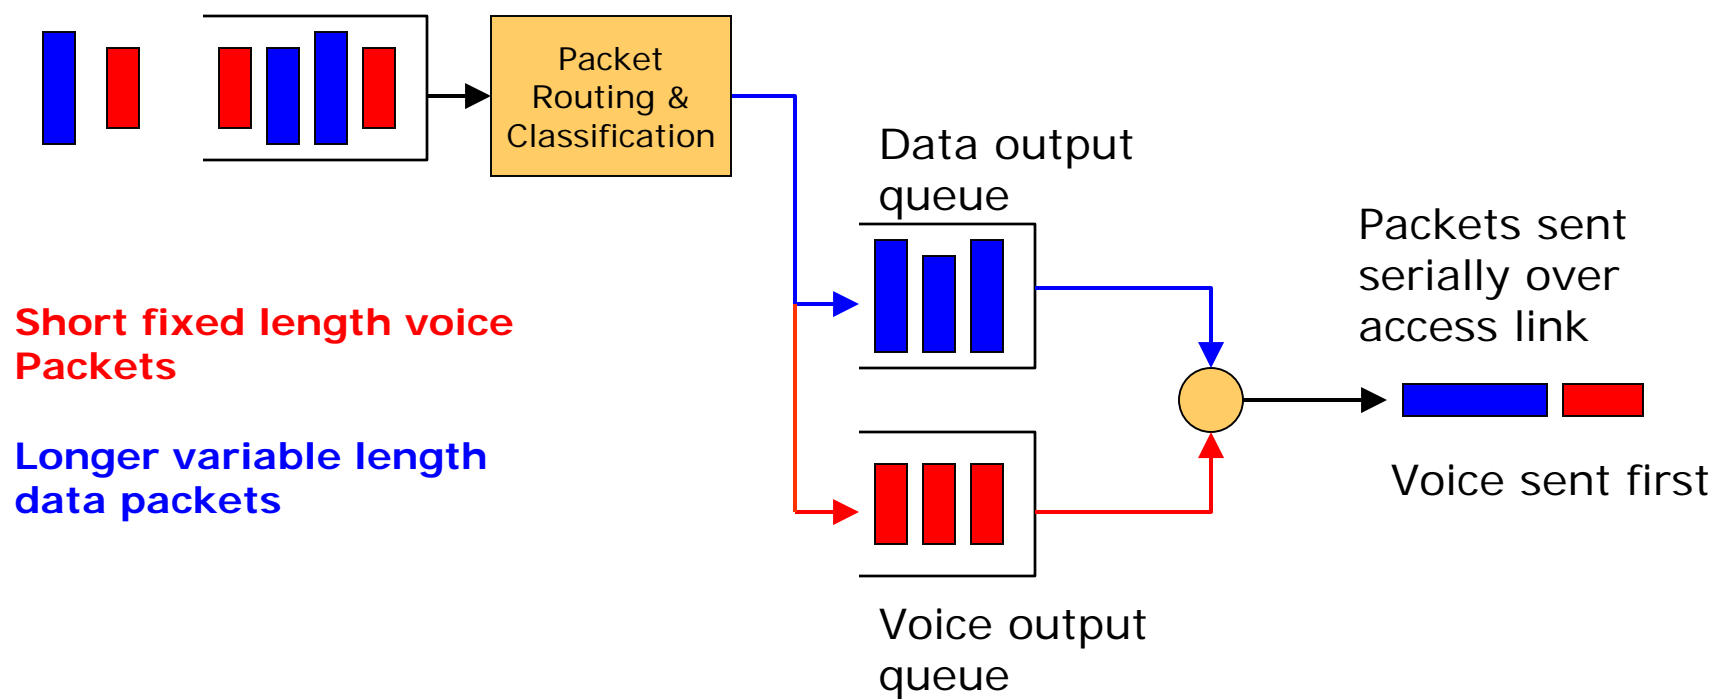 Packet
Routing &
Classification
Data output
queue
Packets sent
serially over
access link
Short fixed length voice
Packets
Longer variable length
data packets
Voice sent first
Voice output
queue